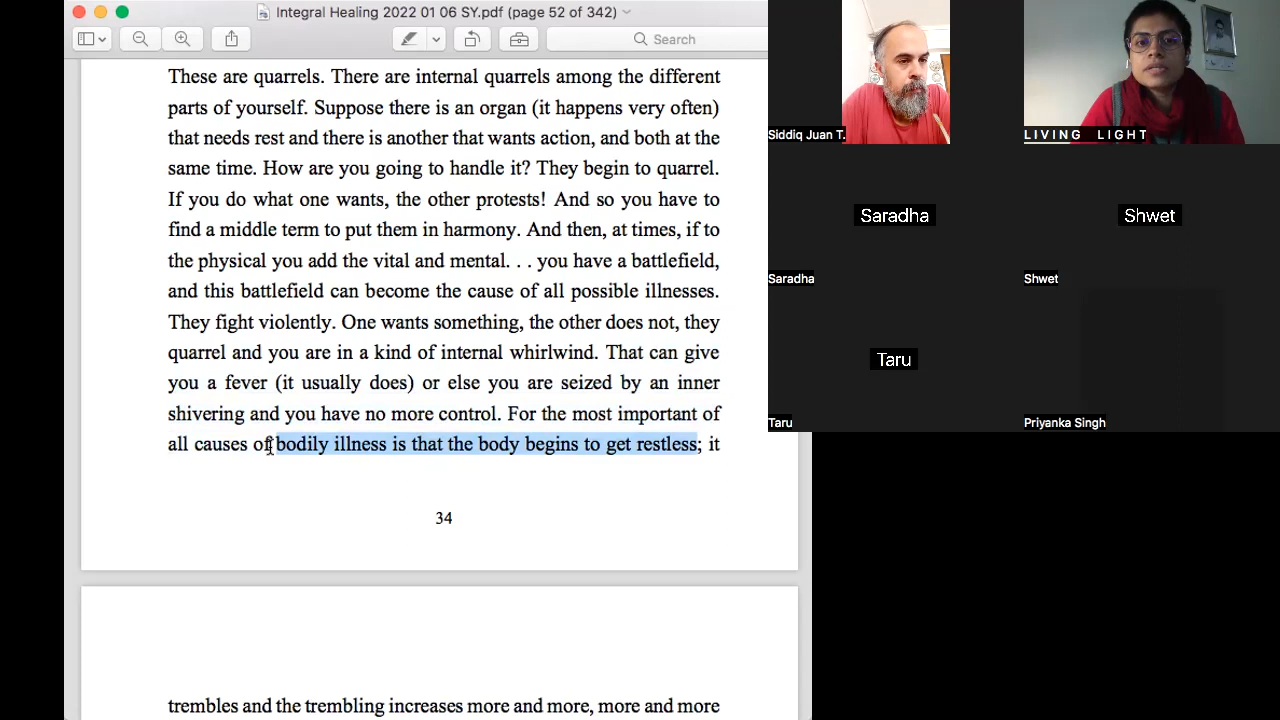 Integral Healing 2022 01 06 SY.pdf (page 52 of 342)
Search
These are quarrels. There are internal quarrels among the different
parts of yourself. Suppose there is an organ (it happens very often)
that needs rest and there is another that wants action, and both at the
same time. How are you going to handle it? They begin to quarrel.
If you do what one wants, the other protests! And so you have to
find a middle term to put them in harmony. And then, at times, if to
the physical you add the vital and mental. . . you have a battlefield,
and this battlefield can become the cause of all possible illnesses.
They fight violently. One wants something, the other does not, they
quarrel and you are in a kind of internal whirlwind. That can give
you a fever (it usually does) or else you are seized by an inner
shivering and you have no more control. For the most important of
all causes of bodily illness is that the body begins to get restless; it
34
trembles and the trembling increases more and more, more and more
Siddiq Juan T.
LIVING LIGHT
Saradha
Shwet
Saradha
Shwet
Taru
Taru
Priyanka Singh